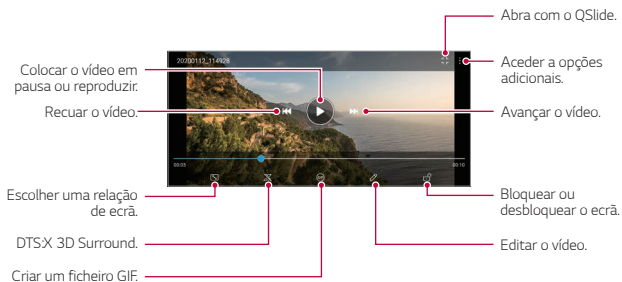 Abra com o QSlide.
20200112_114928
Colocar o vídeo em
pausa ou reproduzir.
Aceder a opções
adicionais.
Recuar o vídeo.
Avançar o vídeo.
00:03
00:10
Escolher uma relação
de ecrã.
Bloquear ou
desbloquear o ecrã.
DTS:X 3D Surround.
Editar o vídeo.
Criar um ficheiro GIF.